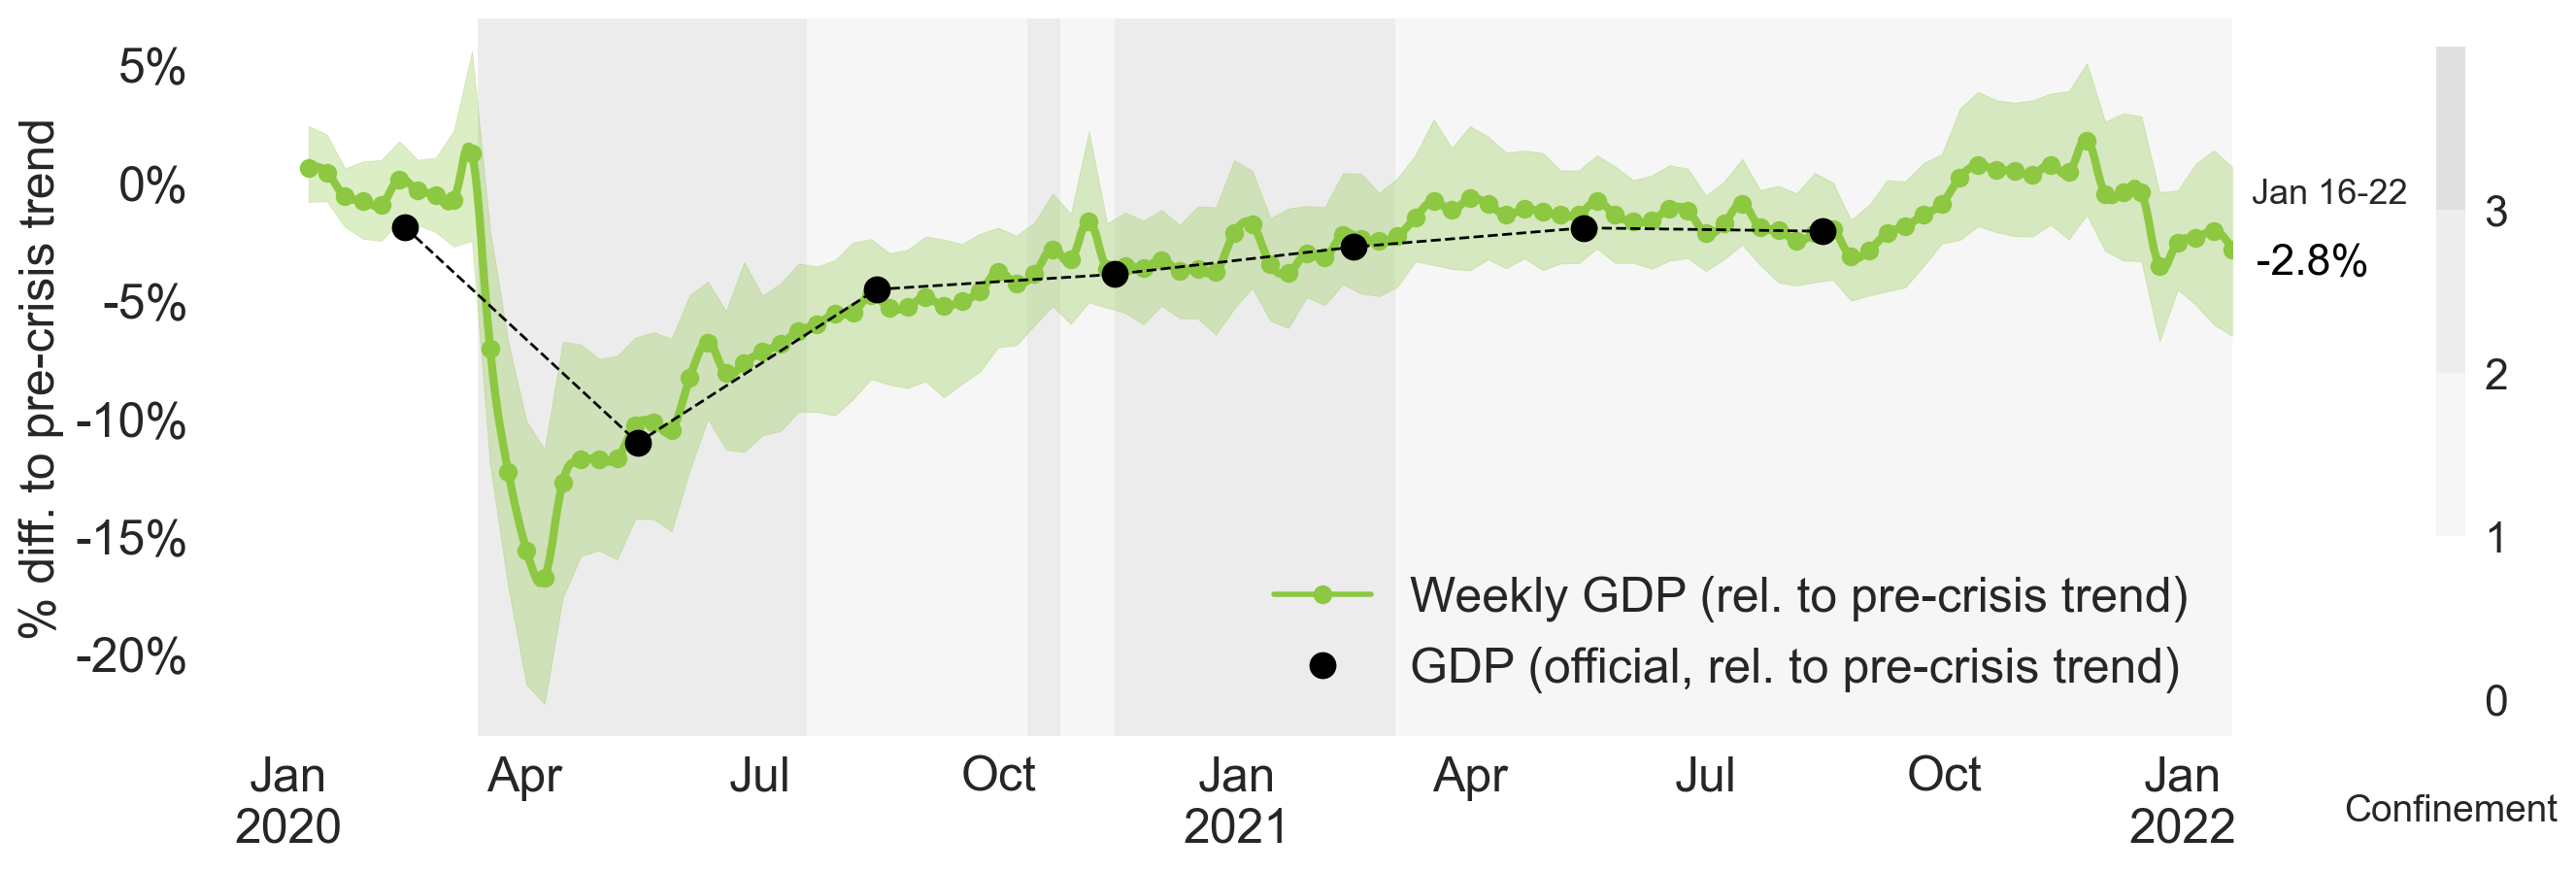 % diff. to pre-crisis trend
5%
0%
-5%
-10%
-15%
-20%
Jan
2020
Apr
Jul
Oct
Jan
2021
Apr
Jul
Oct
Jan
2022
Weekly GDP (rel. to pre-crisis trend)
GDP (official, rel. to pre-crisis trend)
Jan 16-22
-2.8%
3
2
1
0
Confinement